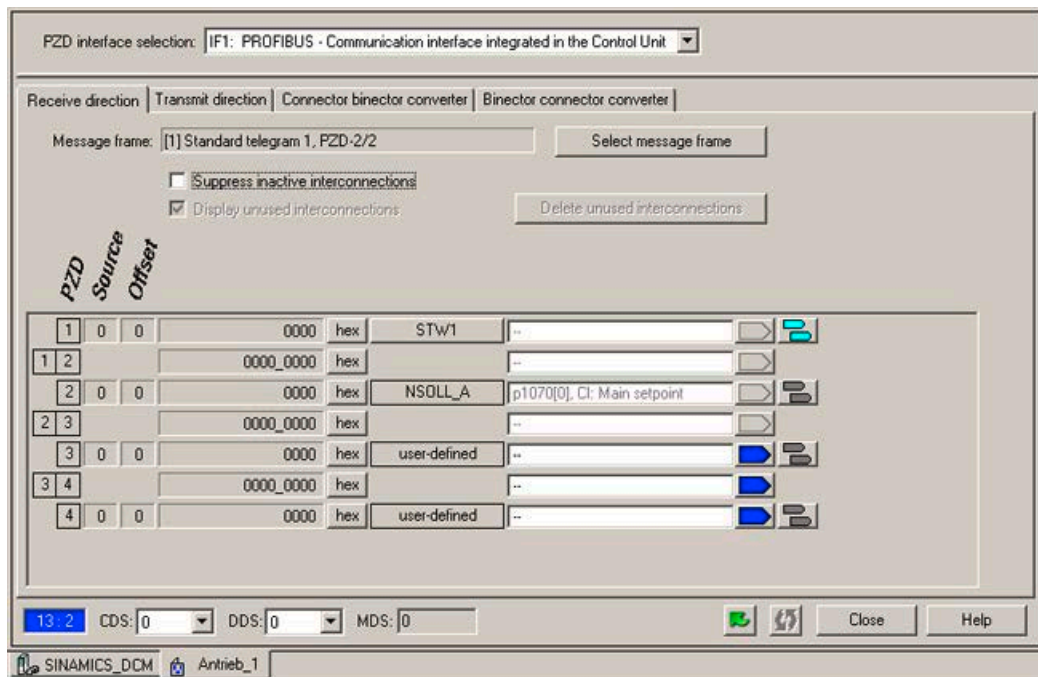 PZD interface selection: IF1: PROFIBUS - Communication interface integrated in the Control Unit
Receive direction Transmit direction Connector binector converter Binector connector converter
Message frame: [1] Standard telegram 1, PZD-2/2 Select message frame
Suppress inactive interconnections
Display unused interconnections Delete unused interconnections
PZD Source Offset
1 0 0 0000 hex STW1 --
1 2 0000_0000 hex --
2 0 0 0000 hex NSOLL_A p1070[0], CI: Main setpoint
2 3 0000_0000 hex --
3 0 0 0000 hex user-defined --
3 4 0000_0000 hex --
4 0 0 0000 hex user-defined --
13 : 2 CDS: 0 DDS: 0 MDS: 0 Close Help
SINAMICS_DCM Antrieb_1